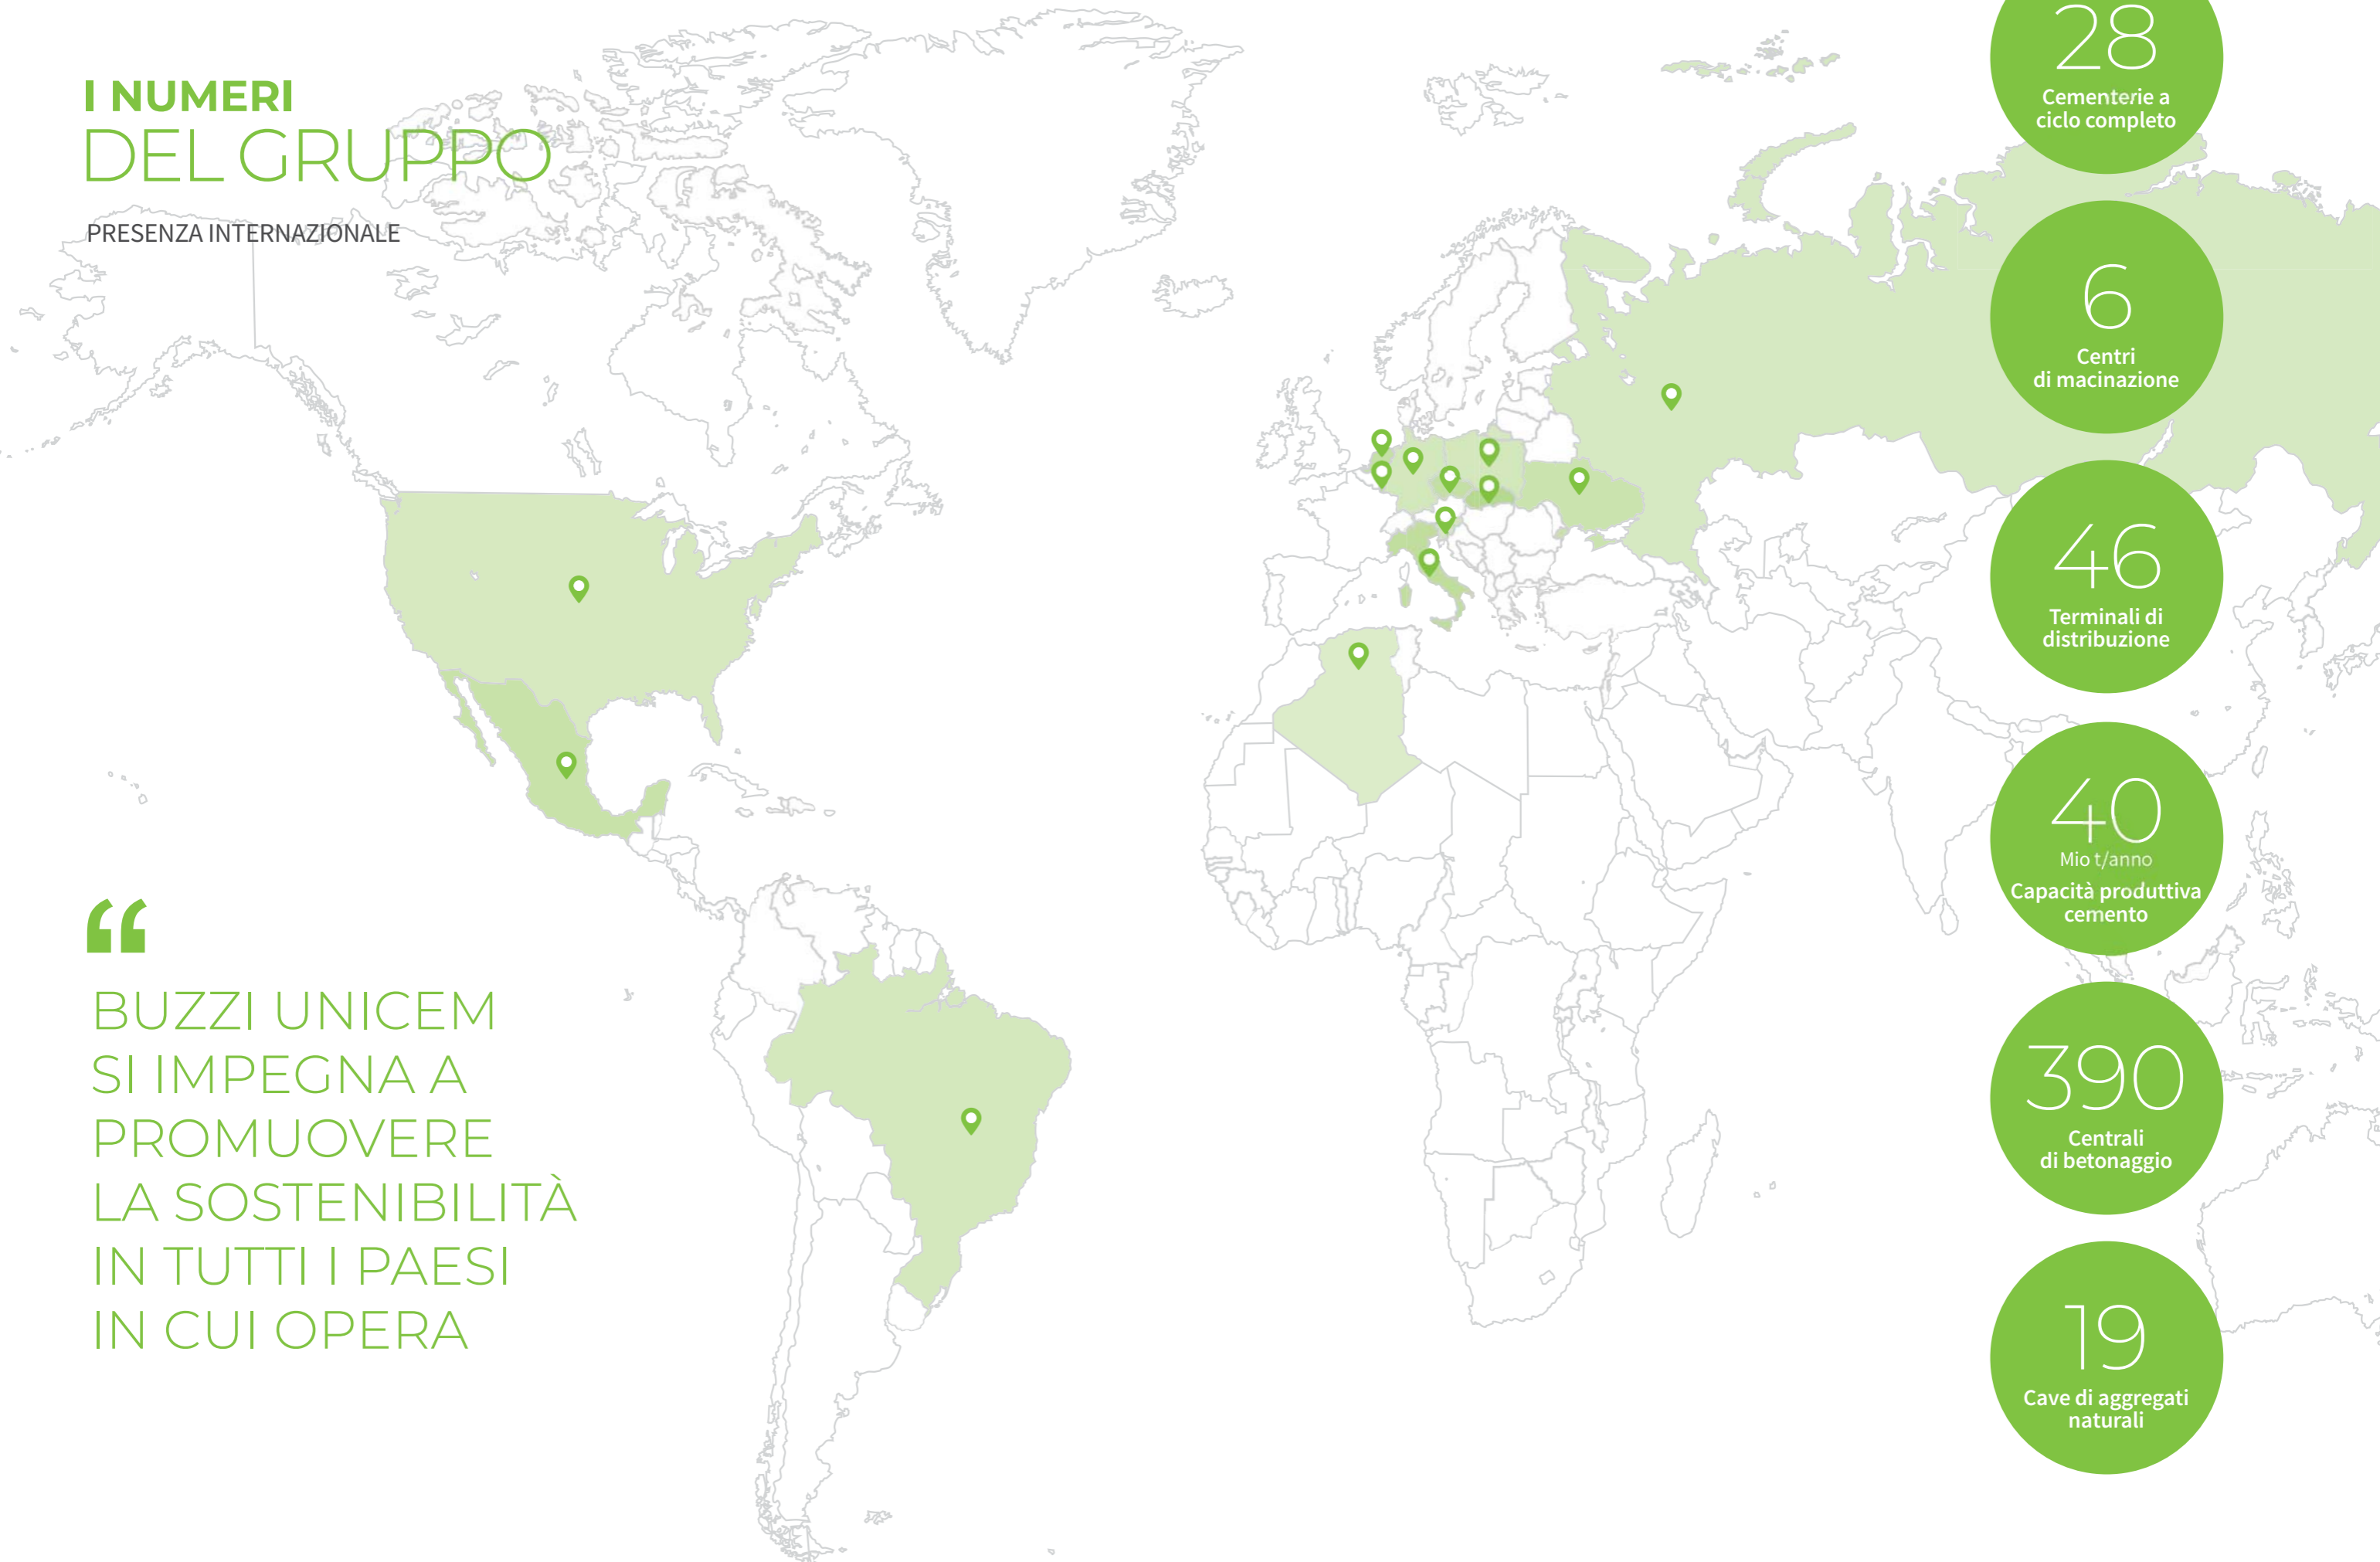 I NUMERI
DEL GRUPPO
PRESENZA INTERNAZIONALE
“
BUZZI UNICEM
SI IMPEGNA A
PROMUOVERE
LA SOSTENIBILITÀ
IN TUTTI I PAESI
IN CUI OPERA
28
Cementerie a
ciclo completo
6
Centri
di macinazione
46
Terminali di
distribuzione
40
Mio t/anno
Capacità produttiva
cemento
390
Centrali
di betonaggio
19
Cave di aggregati
naturali